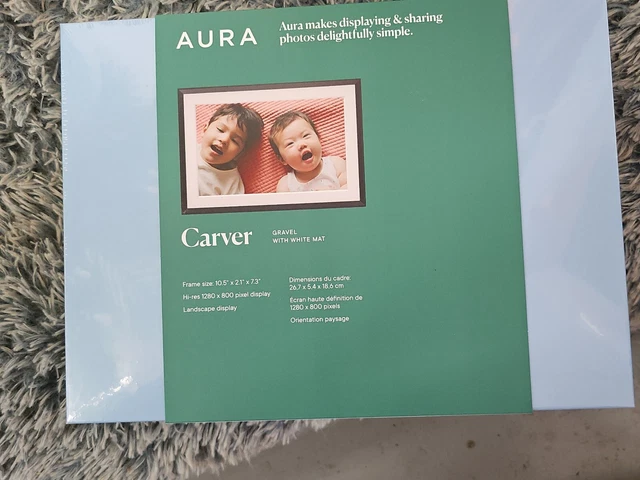 AURA
Aura makes displaying & sharing
photos delightfully simple.
Carver
GRAVEL
WITH WHITE MAT
Frame size: 10.5" x 2.1" x 7.3"
Hi-res 1280 x 800 pixel display
Landscape display
Dimensions du cadre:
26,7 x 5.4 x 18,6 cm
Écran haute définition de
1280 x 800 pixels
Orientation paysage